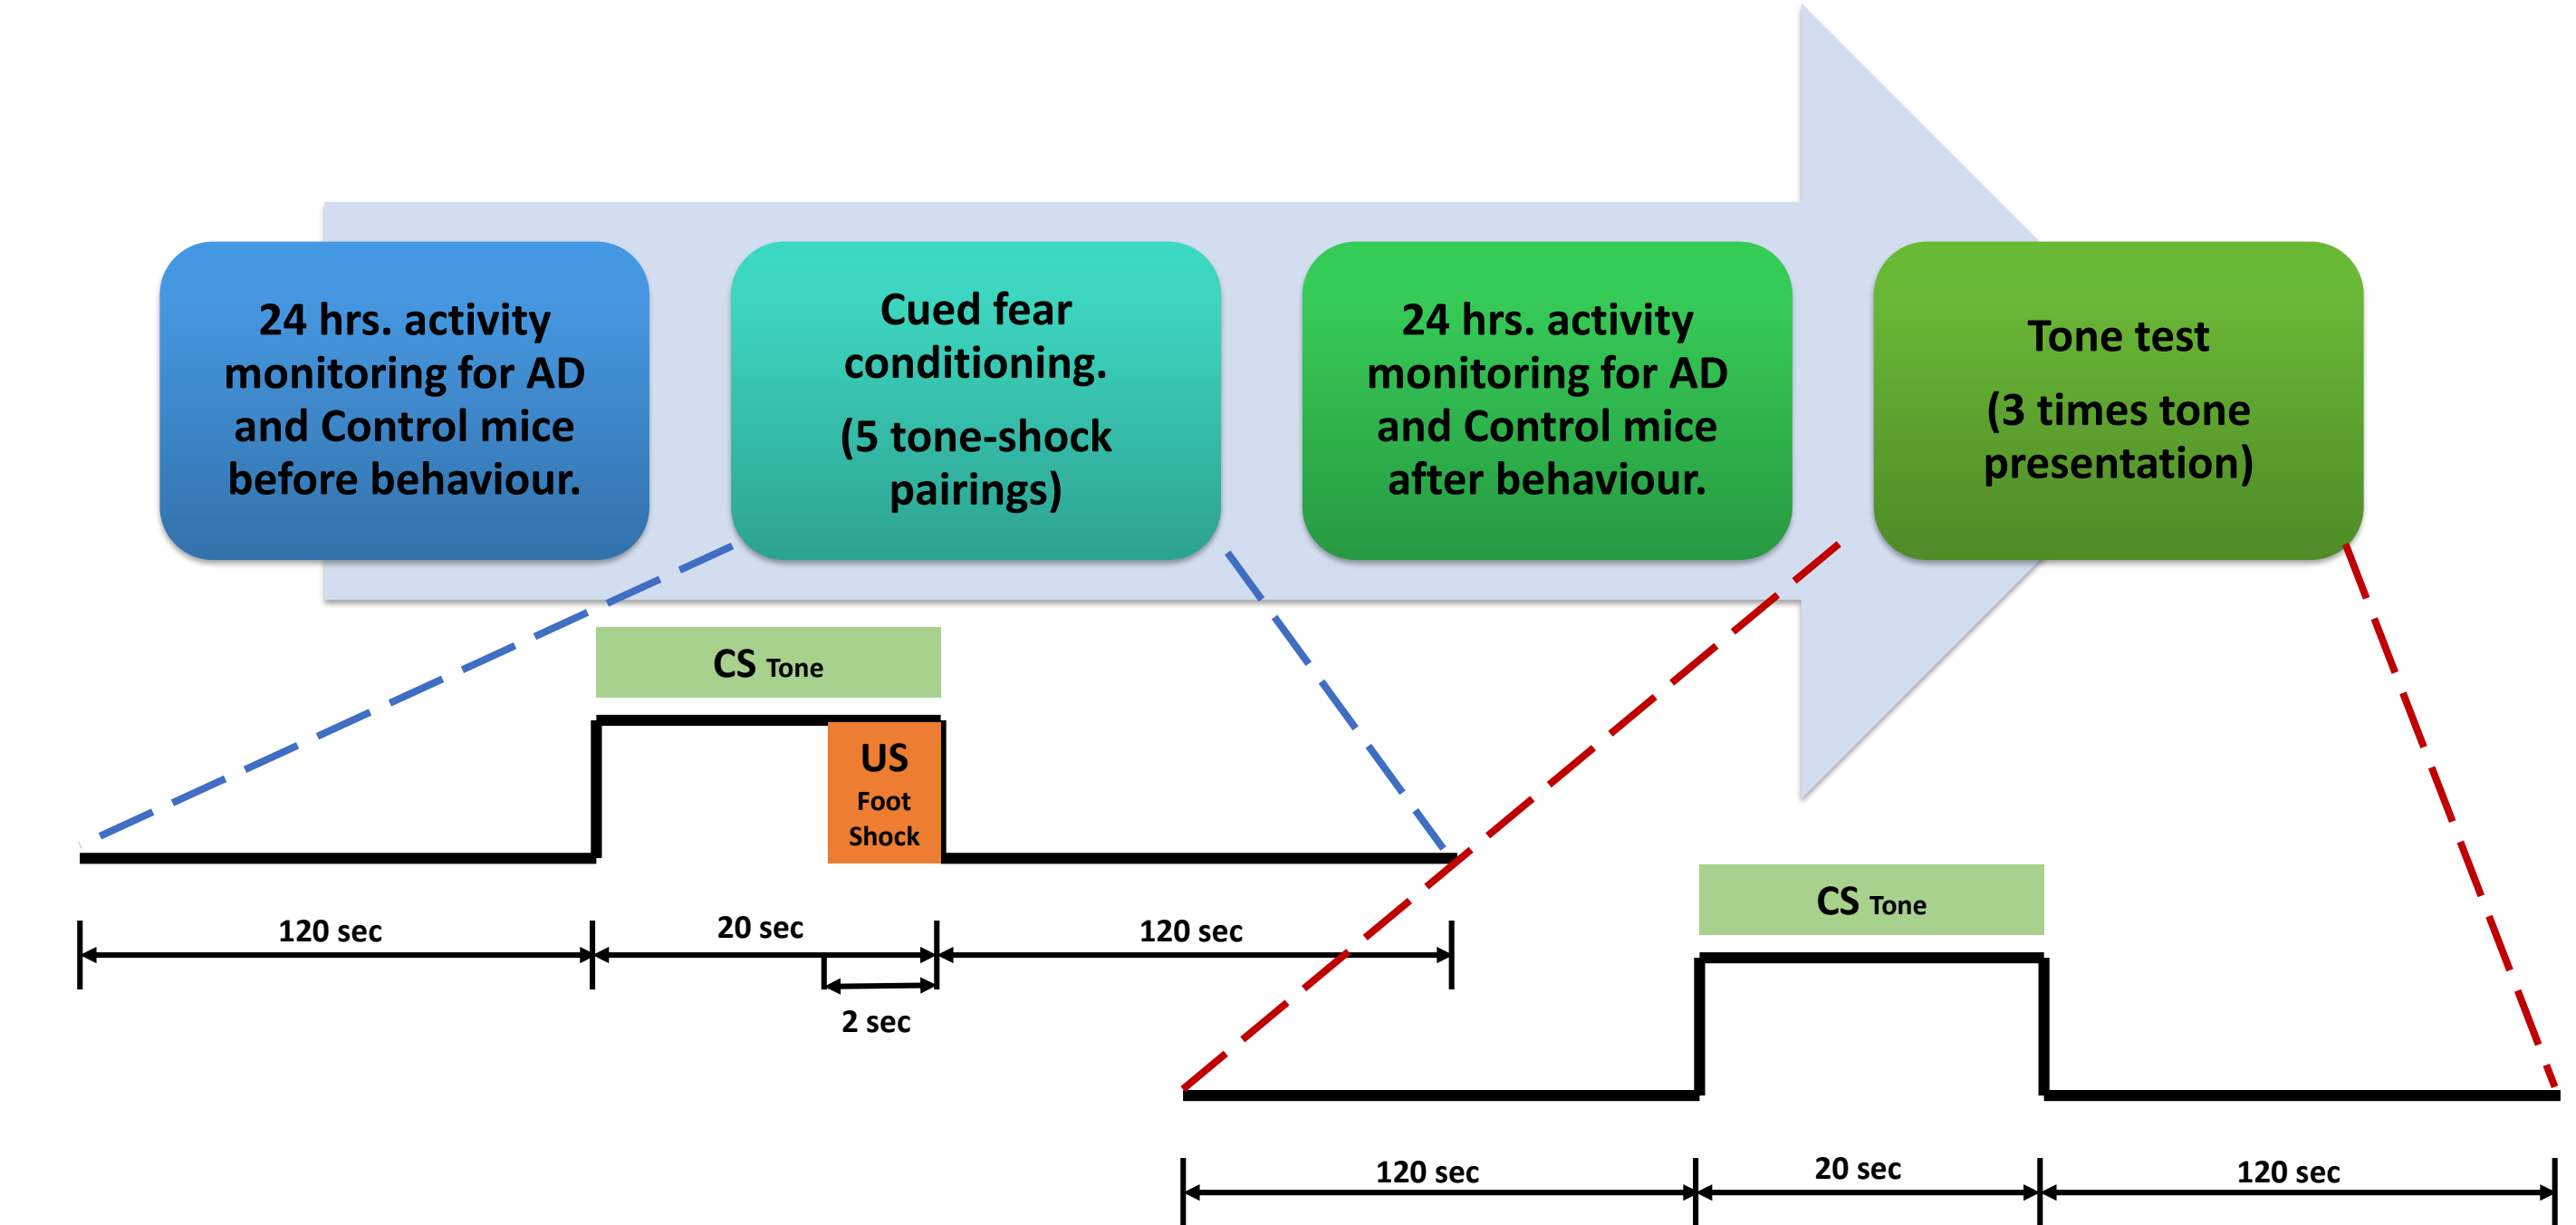 24 hrs. activity
monitoring for AD
and Control mice
before behaviour.
Cued fear
conditioning.
(5 tone-shock
pairings)
24 hrs. activity
monitoring for AD
and Control mice
after behaviour.
Tone test
(3 times tone
presentation)
CS Tone
US
Foot
Shock
120 sec
20 sec
120 sec
2 sec
CS Tone
120 sec
20 sec
120 sec